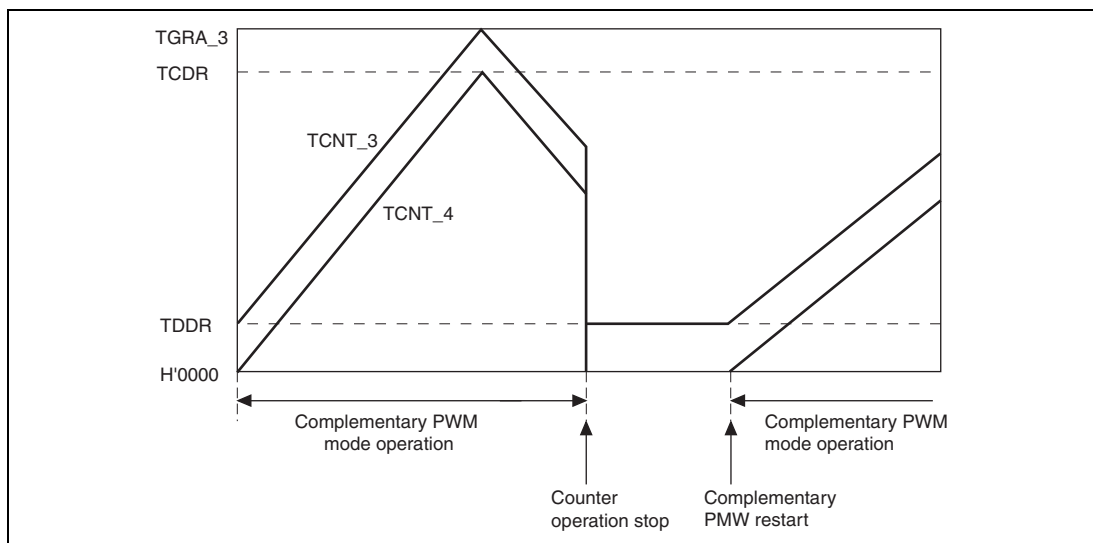 TGRA_3
TCDR
TCNT_3
TCNT_4
TDDR
H'0000
Complementary PWM
mode operation
Complementary PWM
mode operation
Counter
operation stop
Complementary
PMW restart